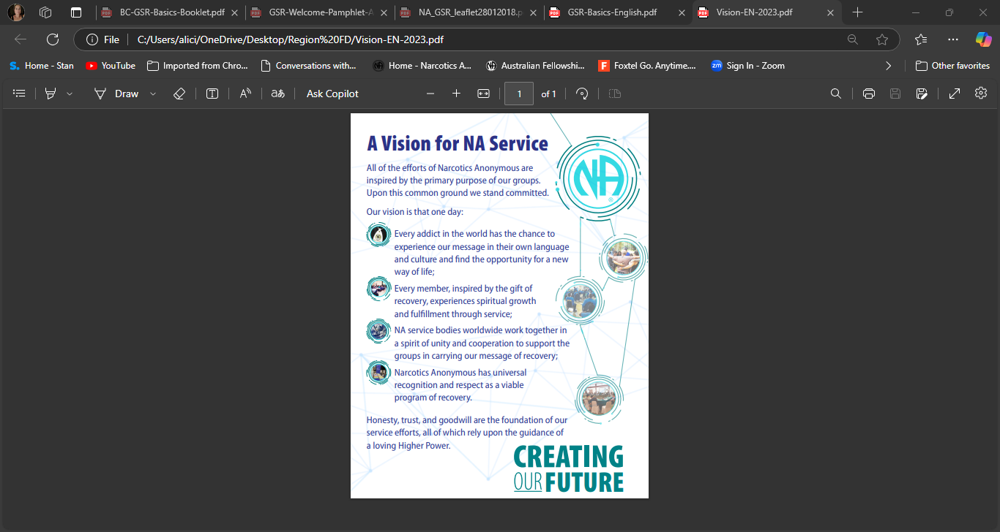 BC-GSR-Basics-Booklet.pdf
GSR-Welcome-Pamphlet-A
NA_GSR_leaflet28012018.p
GSR-Basics-English.pdf
Vision-EN-2023.pdf
File
C:/Users/alici/OneDrive/Desktop/Region%20FD/Vision-EN-2023.pdf
Home - Stan
YouTube
Imported from Chro...
Conversations with...
Home - Narcotics A...
Australian Fellowshi...
Foxtel Go. Anytime....
zm Sign In - Zoom
Other favorites
Draw
Ask Copilot
1 of 1
A Vision for NA Service
NA®
All of the efforts of Narcotics Anonymous are
inspired by the primary purpose of our groups.
Upon this common ground we stand committed.
Our vision is that one day:
Every addict in the world has the chance to
experience our message in their own language
and culture and find the opportunity for a new
way of life;
Every member, inspired by the gift of
recovery, experiences spiritual growth
and fulfillment through service;
NA service bodies worldwide work together in
a spirit of unity and cooperation to support the
groups in carrying our message of recovery;
Narcotics Anonymous has universal
recognition and respect as a viable
program of recovery.
Honesty, trust, and goodwill are the foundation of our
service efforts, all of which rely upon the guidance of
a loving Higher Power.
CREATING
OUR FUTURE